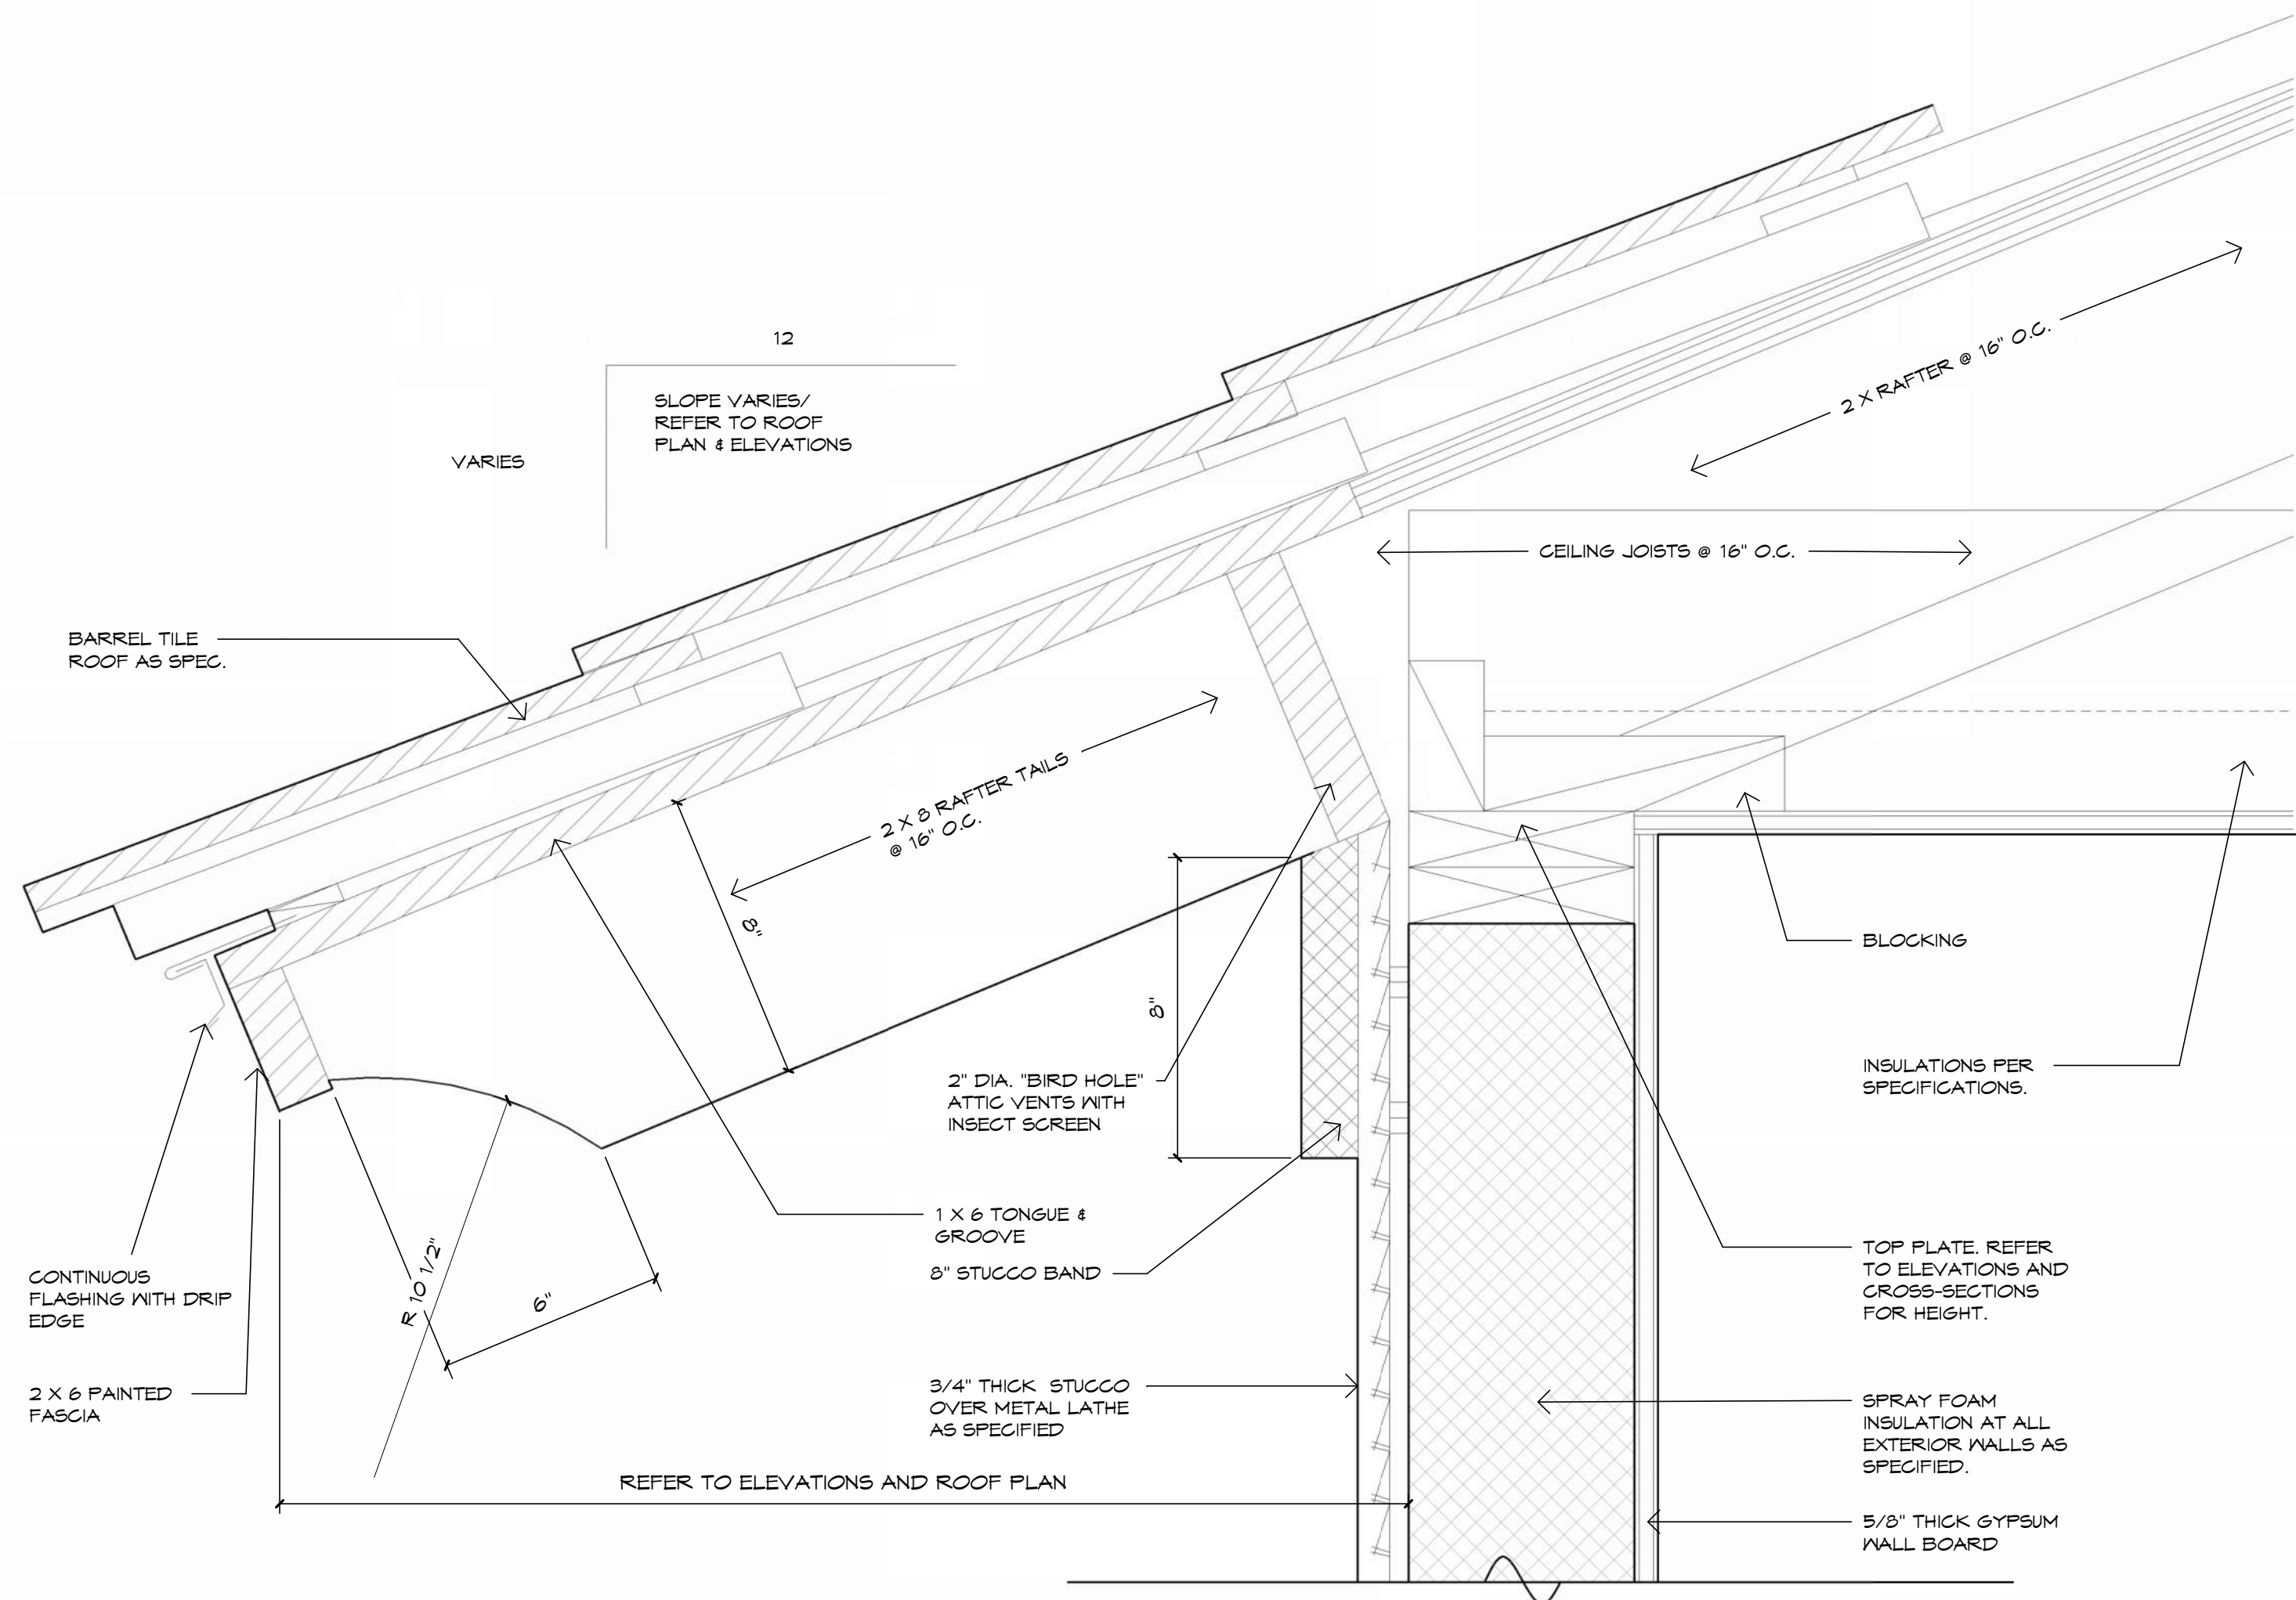 12
SLOPE VARIES/
REFER TO ROOF
PLAN & ELEVATIONS
VARIES
2 X RAFTER @ 16" O.C.
CEILING JOISTS @ 16" O.C.
BARREL TILE
ROOF AS SPEC.
2 X 8 RAFTER TAILS
@ 16" O.C.
8"
8"
BLOCKING
2" DIA. "BIRD HOLE"
ATTIC VENTS WITH
INSECT SCREEN
INSULATIONS PER
SPECIFICATIONS.
1 X 6 TONGUE &
GROOVE
8" STUCCO BAND
TOP PLATE. REFER
TO ELEVATIONS AND
CROSS-SECTIONS
FOR HEIGHT.
CONTINUOUS
FLASHING WITH DRIP
EDGE
R 10 1/2"
6"
2 X 6 PAINTED
FASCIA
3/4" THICK STUCCO
OVER METAL LATHE
AS SPECIFIED
SPRAY FOAM
INSULATION AT ALL
EXTERIOR WALLS AS
SPECIFIED.
REFER TO ELEVATIONS AND ROOF PLAN
5/8" THICK GYPSUM
WALL BOARD